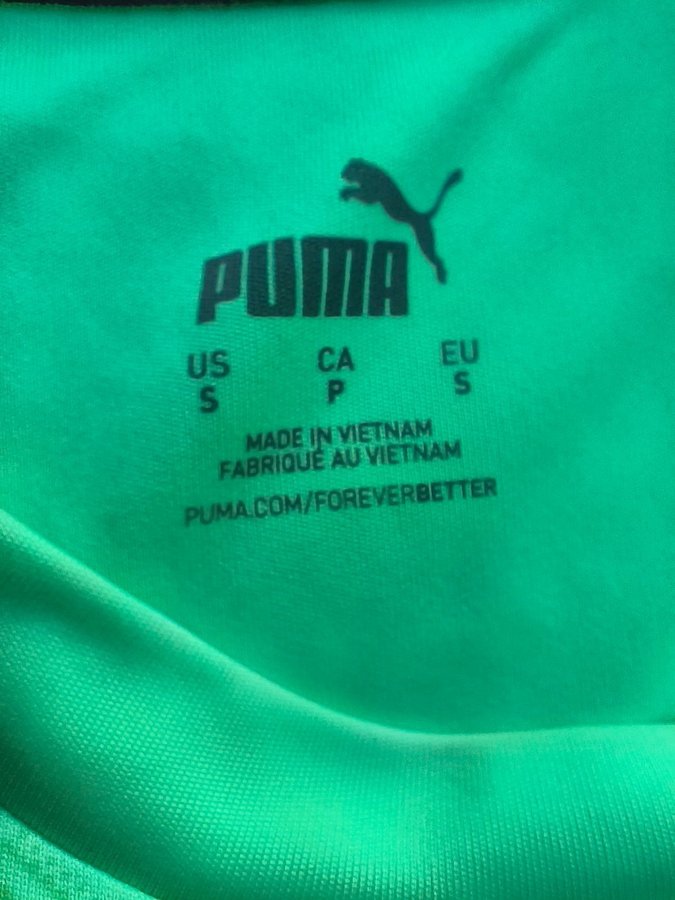 PUMA
US CA EU
S P S
MADE IN VIETNAM
FABRIQUÉ AU VIETNAM
PUMA.COM/FOREVERBETTER